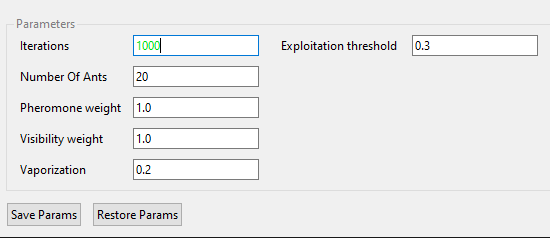 Parameters
Iterations 1000 Exploitation threshold 0.3
Number Of Ants 20
Pheromone weight 1.0
Visibility weight 1.0
Vaporization 0.2
Save Params Restore Params